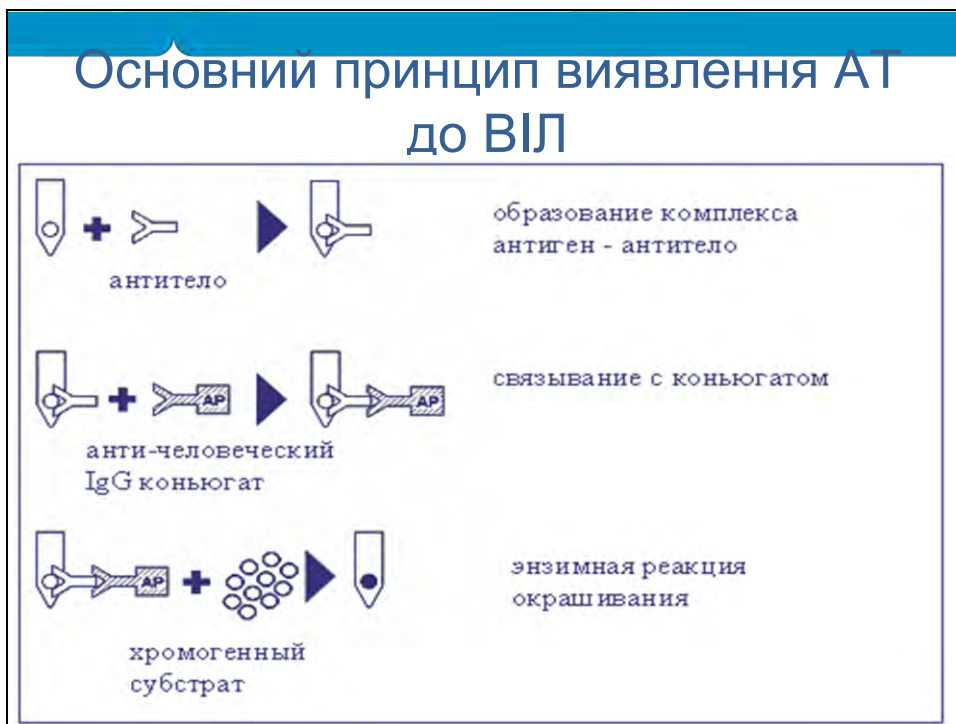 Основний принцип виявлення АТ
до ВІЛ
образование комплекса
антиген - антитело
антитело
связывание с коньюгатом
AP
AP
анти-человеческий
IgG коньюгат
энзимная реакция
окрашивания
AP
хромогенный
субстрат